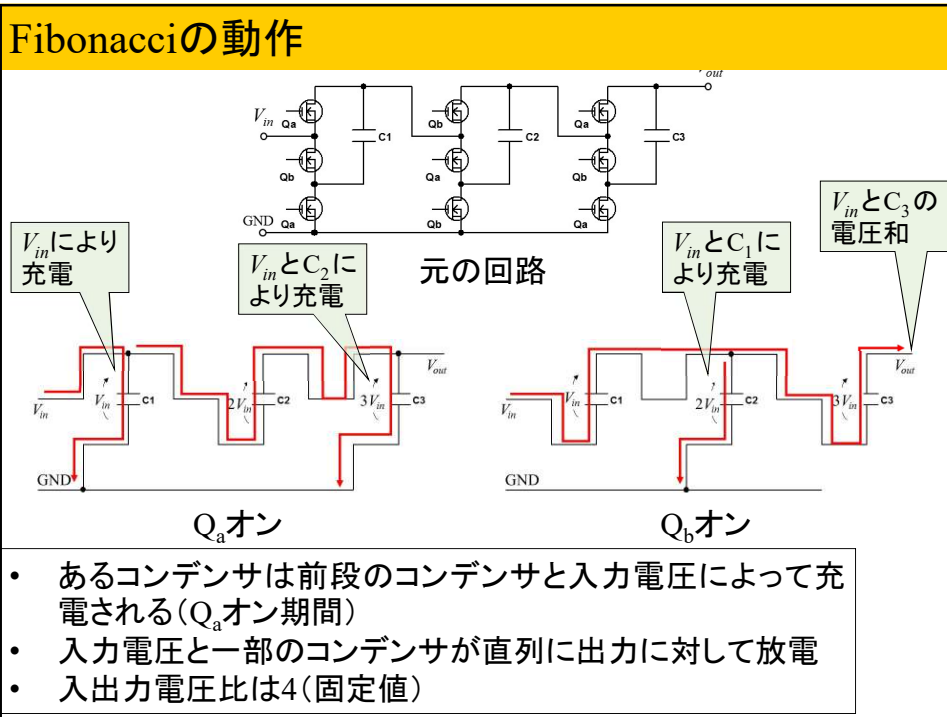 Fibonacciの動作
out
Vin
Qa
Qb
Qa
C1
Qb
Qa
Qb
C2
Qa
Qb
Qa
C3
GND
元の回路
Vinにより
充電
VinとC2に
より充電
VinとC1に
より充電
VinとC3の
電圧和
Vin
Vin
C1
2Vin
C2
3Vin
C3
Vout
GND
Qaオン
Vin
Vin
C1
2Vin
C2
3Vin
C3
Vout
GND
Qbオン
• あるコンデンサは前段のコンデンサと入力電圧によって充
電される(Qaオン期間)
• 入力電圧と一部のコンデンサが直列に出力に対して放電
• 入出力電圧比は4(固定値)